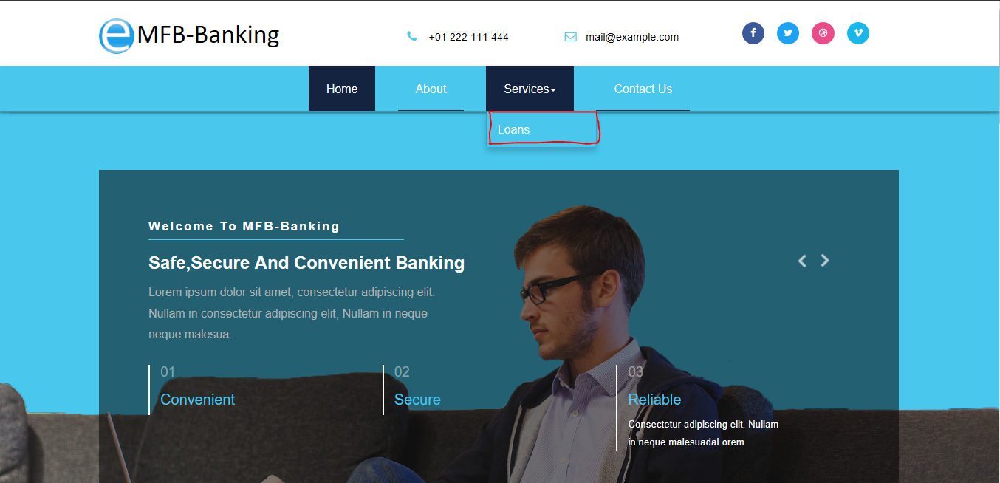 e MFB-Banking
+01 222 111 444
mail@example.com
Home About Services Contact Us
Loans
Welcome To MFB-Banking
Safe,Secure And Convenient Banking
Lorem ipsum dolor sit amet, consectetur adipiscing elit.
Nullam in consectetur adipiscing elit, Nullam in neque
neque malesua.
01
Convenient
02
Secure
03
Reliable
Consectetur adipiscing elit, Nullam
in neque malesuadaLorem